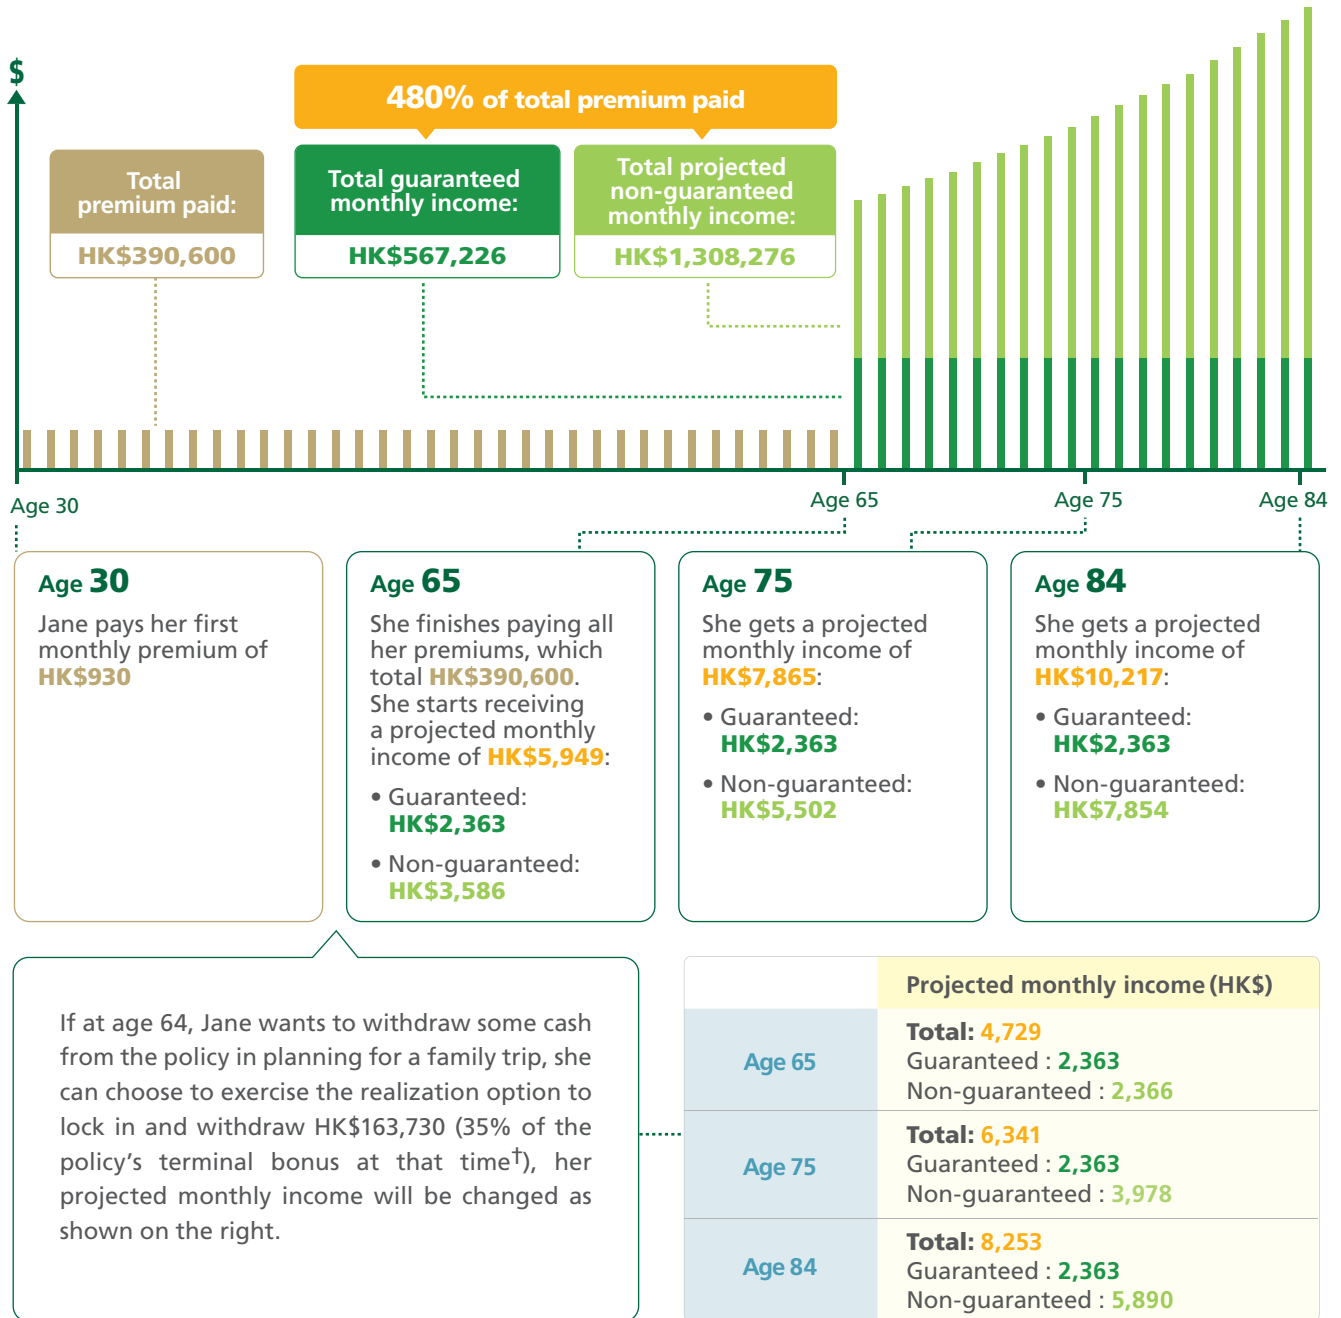 $
480% of total premium paid
Total
premium paid:
HK$390,600
Total guaranteed
monthly income:
HK$567,226
Total projected
non-guaranteed
monthly income:
HK$1,308,276
Age 30
Age 65
Age 75
Age 84
Age 30
Jane pays her first
monthly premium of
HK$930
Age 65
She finishes paying all
her premiums, which
total HK$390,600.
She starts receiving
a projected monthly
income of HK$5,949:
• Guaranteed:
HK$2,363
• Non-guaranteed:
HK$3,586
Age 75
She gets a projected
monthly income of
HK$7,865:
• Guaranteed:
HK$2,363
• Non-guaranteed:
HK$5,502
Age 84
She gets a projected
monthly income of
HK$10,217:
• Guaranteed:
HK$2,363
• Non-guaranteed:
HK$7,854
If at age 64, Jane wants to withdraw some cash
from the policy in planning for a family trip, she
can choose to exercise the realization option to
lock in and withdraw HK$163,730 (35% of the
policy's terminal bonus at that time†), her
projected monthly income will be changed as
shown on the right.
Projected monthly income (HK$)
Age 65
Total: 4,729
Guaranteed : 2,363
Non-guaranteed : 2,366
Age 75
Total: 6,341
Guaranteed : 2,363
Non-guaranteed : 3,978
Age 84
Total: 8,253
Guaranteed : 2,363
Non-guaranteed : 5,890